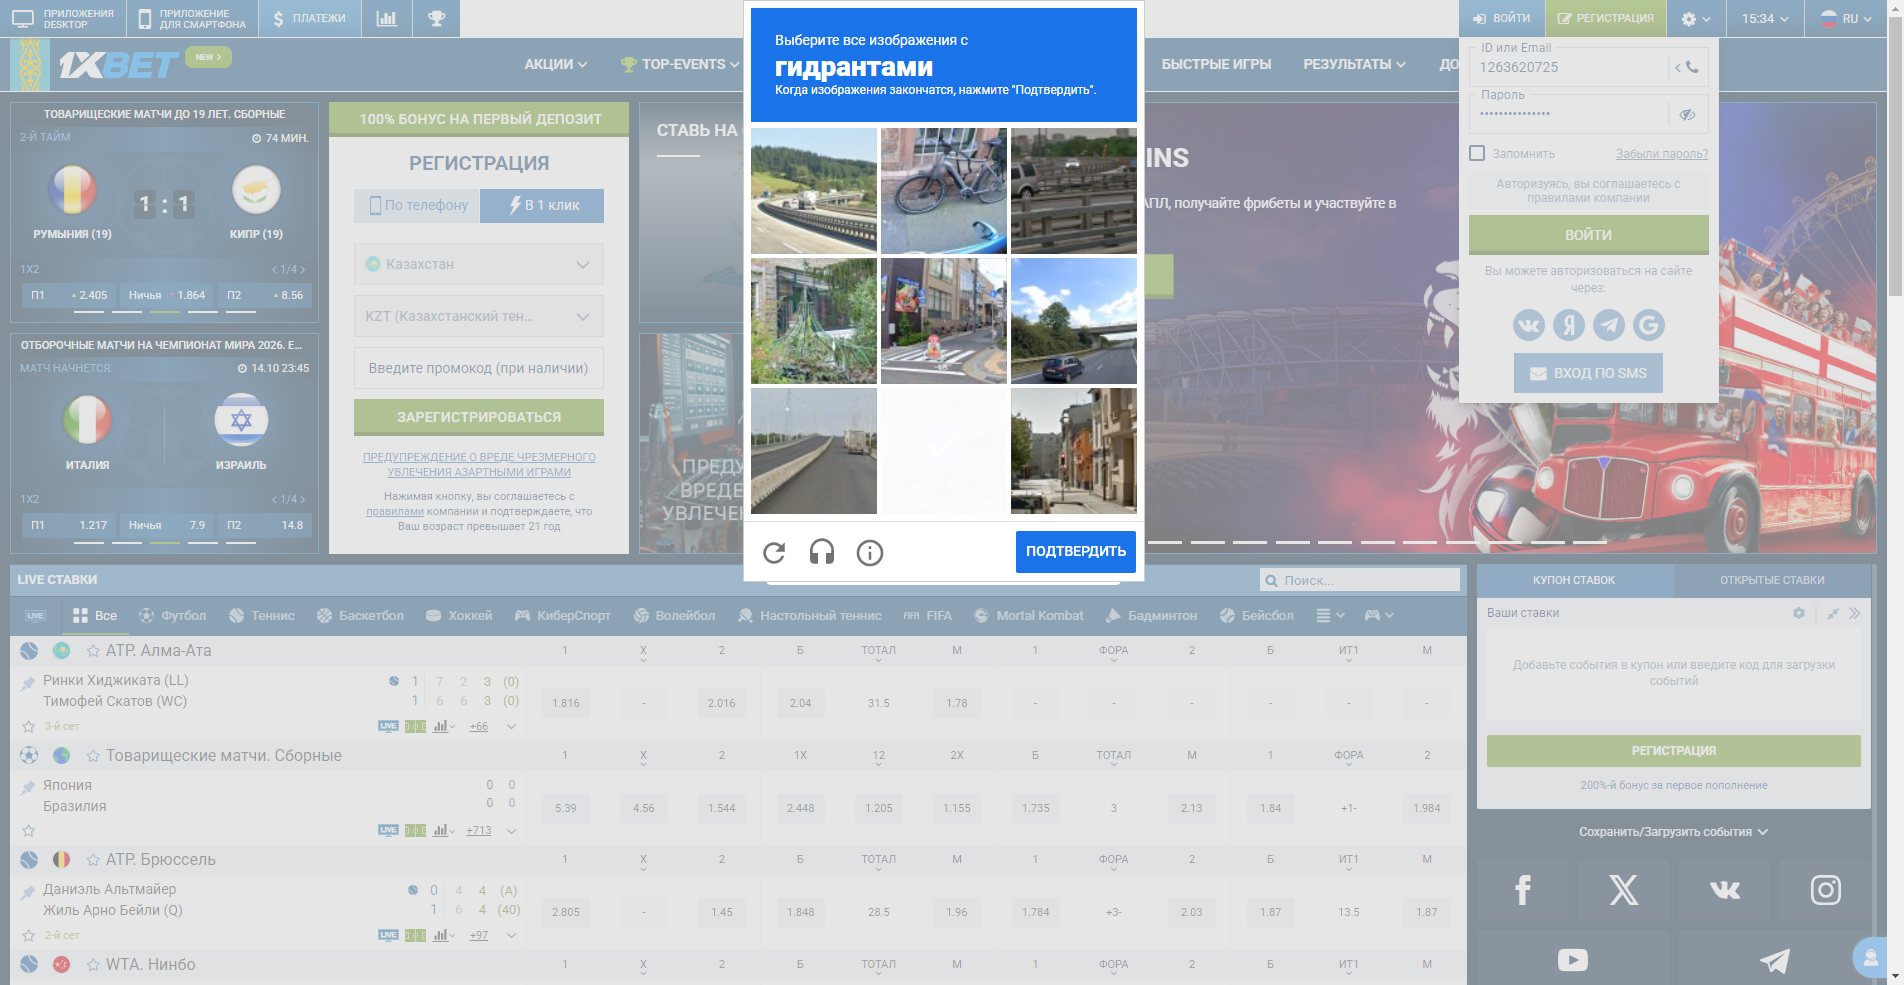 ПРИЛОЖЕНИЯ
DESKTOP
ПРИЛОЖЕНИЕ
ДЛЯ СМАРТФОНА
ПЛАТЕЖИ
ВОЙТИ
РЕГИСТРАЦИЯ
15:34
RU
1XBET
NEW
АКЦИИ
TOP-EVENTS
БЫСТРЫЕ ИГРЫ
РЕЗУЛЬТАТЫ
ДО
Выберите все изображения с
гидрантами
Когда изображения закончатся, нажмите "Подтвердить".
ПОДТВЕРДИТЬ
ID или Email
1263620725
Пароль
Запомнить
Забыли пароль?
Авторизуясь, вы соглашаетесь с
правилами компании
ВОЙТИ
Вы можете авторизоваться на сайте
через:
ВХОД ПО SMS
ТОВАРИЩЕСКИЕ МАТЧИ ДО 19 ЛЕТ. СБОРНЫЕ
2-Й ТАЙМ
74 МИН.
1 : 1
РУМЫНИЯ (19)
КИПР (19)
1X2
1/4
П1 2.405 Ничья 1.864 П2 8.56
ОТБОРОЧНЫЕ МАТЧИ НА ЧЕМПИОНАТ МИРА 2026. Е...
МАТЧ НАЧНЕТСЯ:
14.10 23:45
ИТАЛИЯ
ИЗРАИЛЬ
1X2
1/4
П1 1.217 Ничья 7.9 П2 14.8
100% БОНУС НА ПЕРВЫЙ ДЕПОЗИТ
РЕГИСТРАЦИЯ
По телефону
В 1 клик
Казахстан
KZT (Казахстанский тен...
Введите промокод (при наличии)
ЗАРЕГИСТРИРОВАТЬСЯ
ПРЕДУПРЕЖДЕНИЕ О ВРЕДЕ ЧРЕЗМЕРНОГО
УВЛЕЧЕНИЯ АЗАРТНЫМИ ИГРАМИ
Нажимая кнопку, вы соглашаетесь с
правилами компании и подтверждаете, что
Ваш возраст превышает 21 год
СТАВЬ НА
ПРЕДУ
ВРЕДЕ
УВЛЕЧЕН
INS
АПЛ, получайте фрибеты и участвуйте в
LIVE СТАВКИ
Поиск...
LIVE
Все
Футбол
Теннис
Баскетбол
Хоккей
КиберСпорт
Волейбол
Настольный теннис
FIFA FIFA
Mortal Kombat
Бадминтон
Бейсбол
ATP. Алма-Ата 1 X 2 Б ТОТАЛ М 1 ФОРА 2 Б ИТ1 М
Ринки Хиджиката (LL) 1 7 2 3 (0)
Тимофей Скатов (WC) 1 6 6 3 (0)
1.816 - 2.016 2.04 31.5 1.78 - - - - - -
3-й сет LIVE +66
Товарищеские матчи. Сборные 1 X 2 1X 12 2X Б ТОТАЛ М 1 ФОРА 2
Япония 0 0
Бразилия 0 0
5.39 4.56 1.544 2.448 1.205 1.155 1.735 3 2.13 1.84 +1- 1.984
LIVE +713
ATP. Брюссель 1 X 2 Б ТОТАЛ М 1 ФОРА 2 Б ИТ1 М
Даниэль Альтмайер 0 4 4 (A)
Жиль Арно Бейли (Q) 1 6 4 (40)
2.805 - 1.45 1.848 28.5 1.96 1.784 +3- 2.03 1.87 13.5 1.87
2-й сет LIVE +97
WTA. Нинбо 1 X 2 Б ТОТАЛ М 1 ФОРА 2 Б ИТ1 М
КУПОН СТАВОК
ОТКРЫТЫЕ СТАВКИ
Ваши ставки
Добавьте события в купон или введите код для загрузки
событий
РЕГИСТРАЦИЯ
200%-й бонус за первое пополнение
Сохранить/Загрузить события